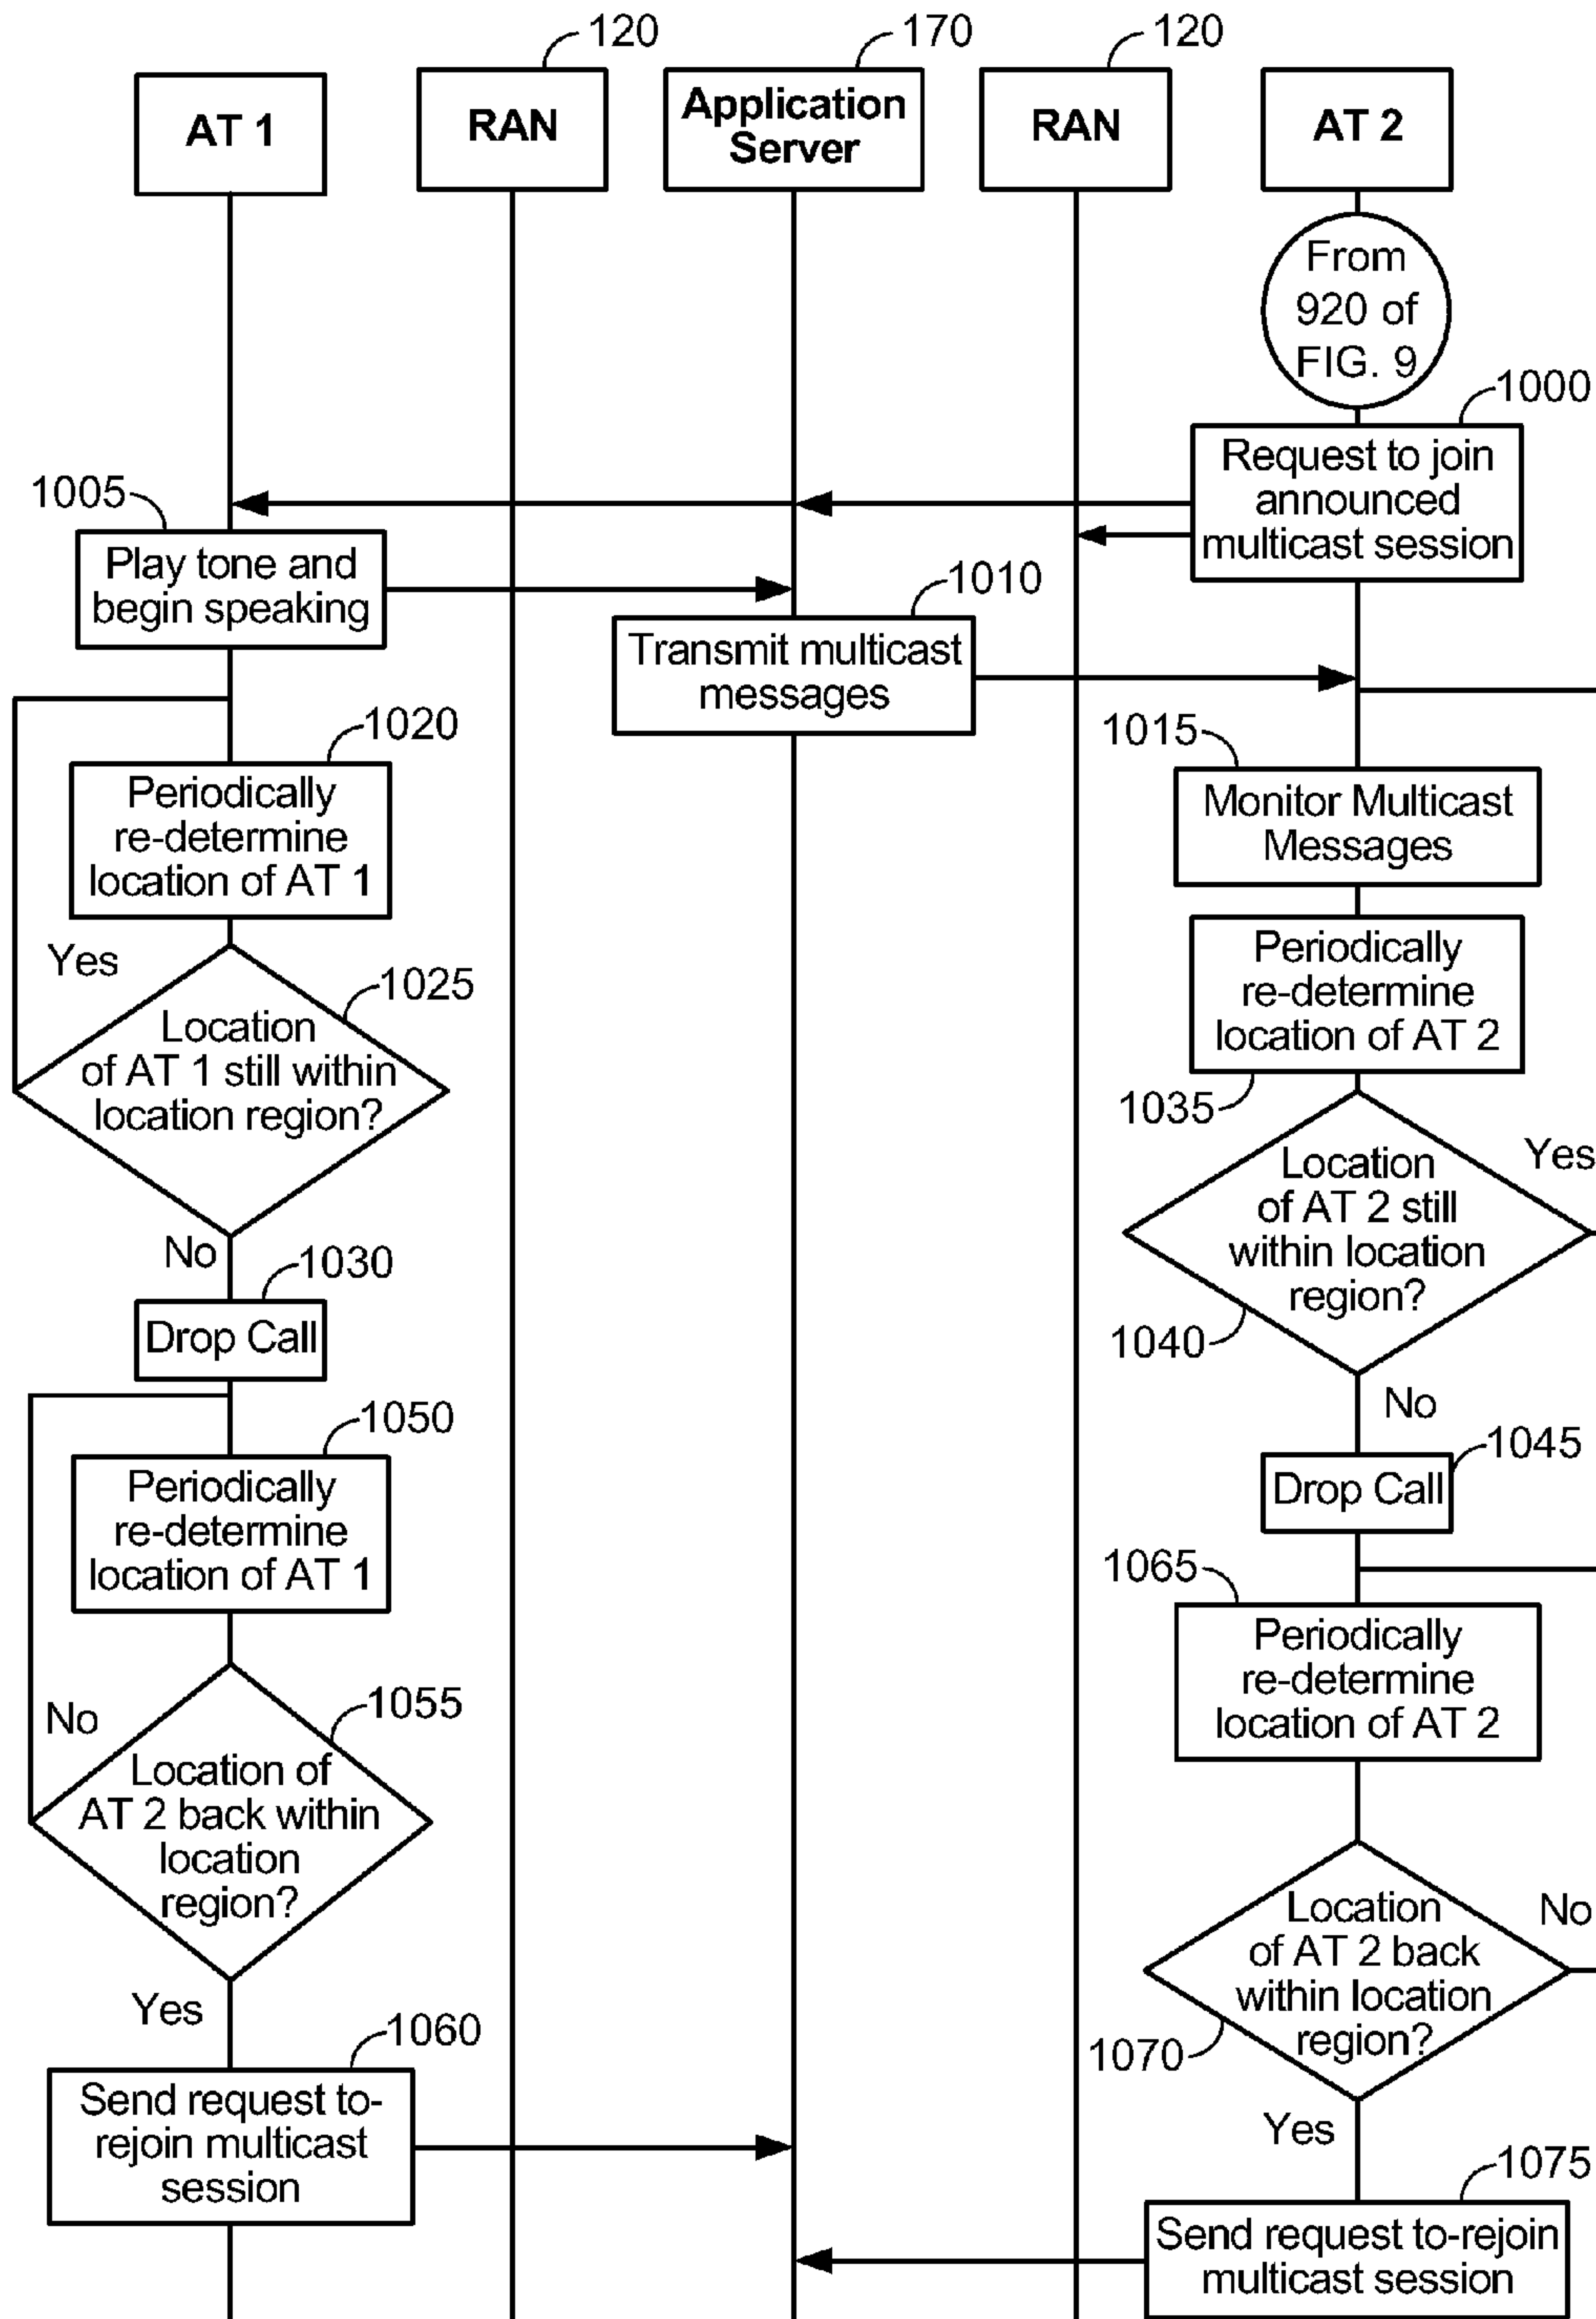 120
170
120
AT 1
RAN
Application
Server
RAN
AT 2
From
920 of
FIG. 9
1000
Request to join
announced
multicast session
1005
Play tone and
begin speaking
1010
Transmit multicast
messages
1020
Periodically
re-determine
location of AT 1
1015
Monitor Multicast
Messages
Yes
1025
Location
of AT 1 still within
location region?
Periodically
re-determine
location of AT 2
1035
Yes
Location
of AT 2 still
within location
region?
1040
No
1030
Drop Call
No
1045
Drop Call
1050
Periodically
re-determine
location of AT 1
1065
Periodically
re-determine
location of AT 2
No
1055
Location of
AT 2 back within
location
region?
No
Location
of AT 2 back
within location
region?
1070
Yes
1060
Send request to-
rejoin multicast
session
Yes
1075
Send request to-rejoin
multicast session